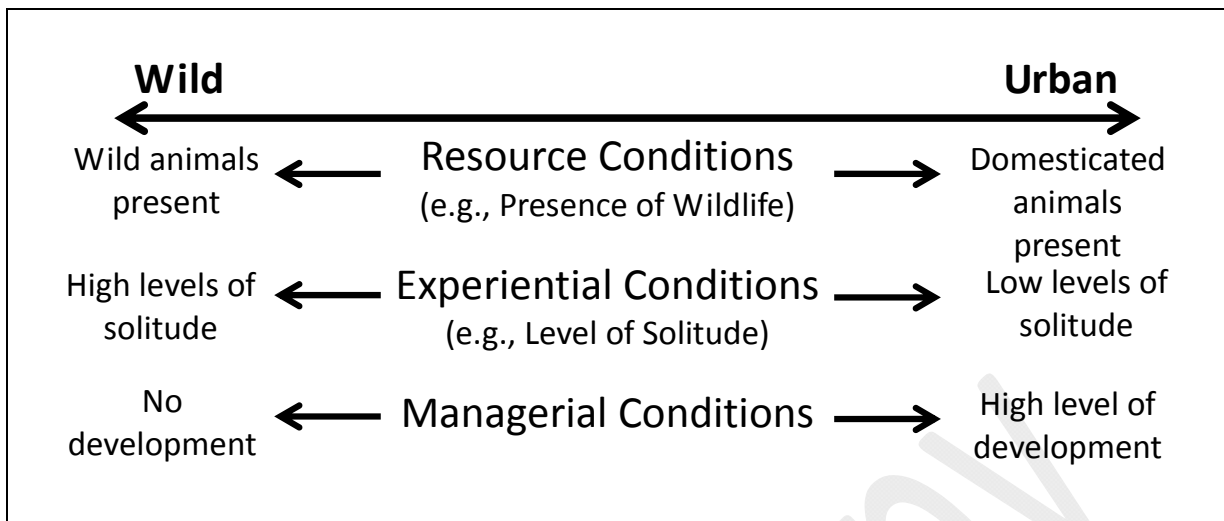 Wild
Urban
Wild animals
present
Resource Conditions
(e.g., Presence of Wildlife)
Domesticated
animals
present
High levels of
solitude
Experiential Conditions
(e.g., Level of Solitude)
Low levels of
solitude
No
development
Managerial Conditions
High level of
development